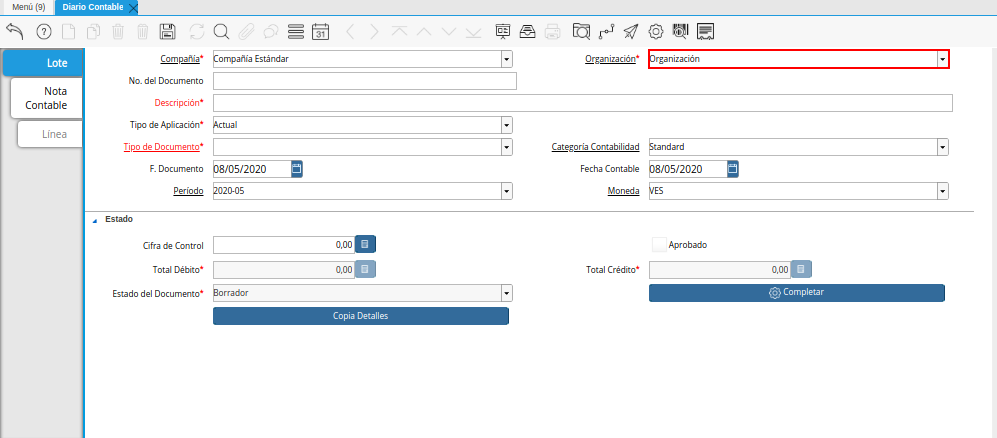 Menú (9) Diario Contable
31
Lote
Nota
Contable
Línea
Compañía* Compañía Estándar Organización* Organización
No. del Documento
Descripción*
Tipo de Aplicación* Actual
Tipo de Documento* Categoría Contabilidad Standard
F. Documento 08/05/2020 Fecha Contable 08/05/2020
Período 2020-05 Moneda VES
Estado
Cifra de Control 0,00 Aprobado
Total Débito* 0,00 Total Crédito* 0,00
Estado del Documento* Borrador Completar
Copia Detalles